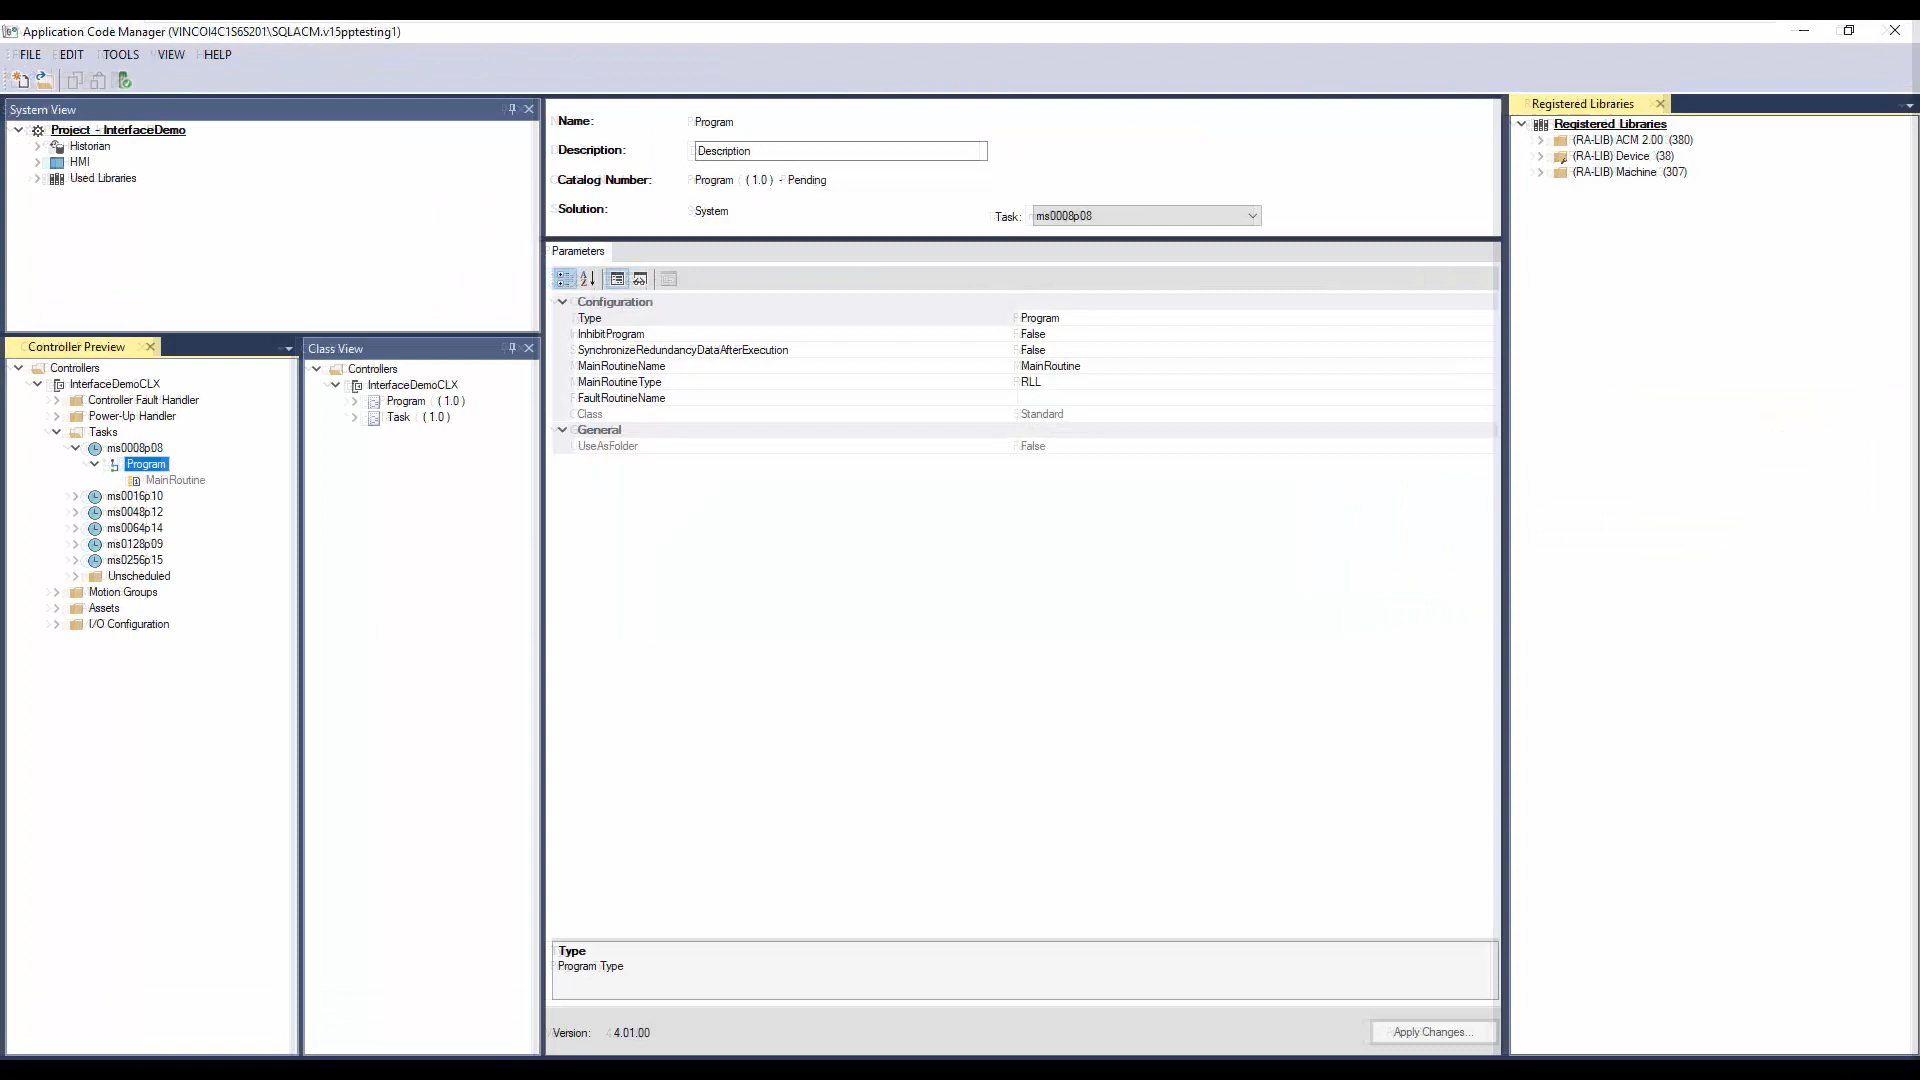 Application Code Manager (VINCOI4C1S6S201\SQLACM.v15pptesting1)
FILE EDIT TOOLS VIEW HELP
System View
Project - InterfaceDemo
Historian
HMI
Used Libraries
Controller Preview
Controllers
InterfaceDemoCLX
Controller Fault Handler
Power-Up Handler
Tasks
ms0008p08
Program
MainRoutine
ms0016p10
ms0048p12
ms0064p14
ms0128p09
ms0256p15
Unscheduled
Motion Groups
Assets
I/O Configuration
Class View
Controllers
InterfaceDemoCLX
Program ( 1.0 )
Task ( 1.0 )
Name: Program
Description: Description
Catalog Number: Program ( 1.0 ) - Pending
Solution: System
Task: ms0008p08
Parameters
Configuration
Type Program
InhibitProgram False
SynchronizeRedundancyDataAfterExecution False
MainRoutineName MainRoutine
MainRoutineType RLL
FaultRoutineName
Class Standard
General
UseAsFolder False
Type
Program Type
Version: 4.01.00
Apply Changes...
Registered Libraries
Registered Libraries
(RA-LIB) ACM 2.00 (380)
(RA-LIB) Device (38)
(RA-LIB) Machine (307)